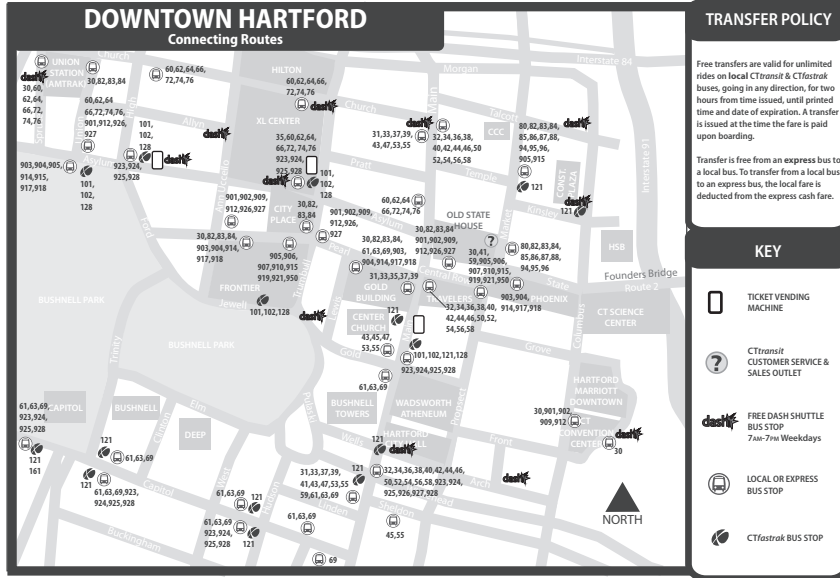 DOWNTOWN HARTFORD
Connecting Routes
Interstate 84
Morgan
Church
UNION
STATION
(AMTRAK)
30,60,
62,64,
66,72,
74,76
30,82,83,84
60,62,64,66,
72,74,76
HILTON
60,62,64,66,
72,74,76
Church
Main
Talcott
CCC
60,62,64
66,72,74,76,
901,912,926,
927
High
101,
102,
128
Allyn
XL CENTER
35,60,62,64,
66,72,74,76
923,924,
925,928
31,33,37,39,
43,47,53,55
32,34,36,38,
40,42,44,46,50
52,54,56,58
80,82,83,84,
85,86,87,88,
94,95,96,
905,915
Interstate 91
Asylum
903,904,905,
914,915,
917,918
101,
102,
128
923,924,
925,928
Ann Uccello
Pratt
Temple
101,
102,
128
121
CONST.
PLAZA
121
Kinsley
901,902,909,
912,926,927
CITY
PLACE
30,82,
83,84
60,62,64
66,72,74,76
OLD STATE
HOUSE
Market
Ford
30,82,83,84,
903,904,914,
917,918
927
901,902,909,
912,926,
927
Asylum
Pearl
30,82,83,84
901,902,909,
912,926,927
30,41,
59,905,906,
907,910,915,
919,921,950
80,82,83,84,
85,86,87,88,
94,95,96
HSB
905,906,
907,910,915
919,921,950
30,82,83,84,
61,63,69,903,
904,914,917,918
Central Row
State
Founders Bridge
Route 2
Trumbull
31,33,35,37,39
FRONTIER
Jewell
101,102,128
Lewis
GOLD
BUILDING
TRAVELERS
PHOENIX
903,904,
914,917,918
Columbus
CT SCIENCE
CENTER
BUSHNELL PARK
BUSHNELL PARK
CENTER
CHURCH
121
32,34,36,38,40,
42,44,46,50,52,
54,56,58
Trinity
Gold
43,45,47,
53,55
101,102,121,128
923,924,925,928
Grove
61,63,69
HARTFORD
MARRIOTT
DOWNTOWN
61,63,69,
923,924,
925,928
CAPITOL
BUSHNELL
Clinton
Elm
DEEP
Pulaski
BUSHNELL
TOWERS
WADSWORTH
ATHENEUM
Prospect
30,901,902,
909,912
CT
CONVENTION
CENTER
30
Wells
121
Front
121
161
121
61,63,69
121
61,63,69,923,
924,925,928
Capitol
West
Hudson
31,33,37,39,
41,43,47,53,55
59,61,63,69
121
32,34,36,38,40,42,44,46,
50,52,54,56,58,923,924,
925,926,927,928
Arch
61,63,69
121
Linden
Sheldon
61,63,69
923,924,
925,928
121
61,63,69
45,55
Buckingham
69
NORTH
TRANSFER POLICY
Free transfers are valid for unlimited
rides on local CTtransit & CTfastrak
buses, going in any direction, for two
hours from time issued, until printed
time and date of expiration. A transfer
is issued at the time the fare is paid
upon boarding.
Transfer is free from an express bus to
a local bus. To transfer from a local bus
to an express bus, the local fare is
deducted from the express cash fare.
KEY
TICKET VENDING
MACHINE
?
CTtransit
CUSTOMER SERVICE &
SALES OUTLET
dash
FREE DASH SHUTTLE
BUS STOP
7AM-7PM Weekdays
LOCAL OR EXPRESS
BUS STOP
CTfastrak BUS STOP